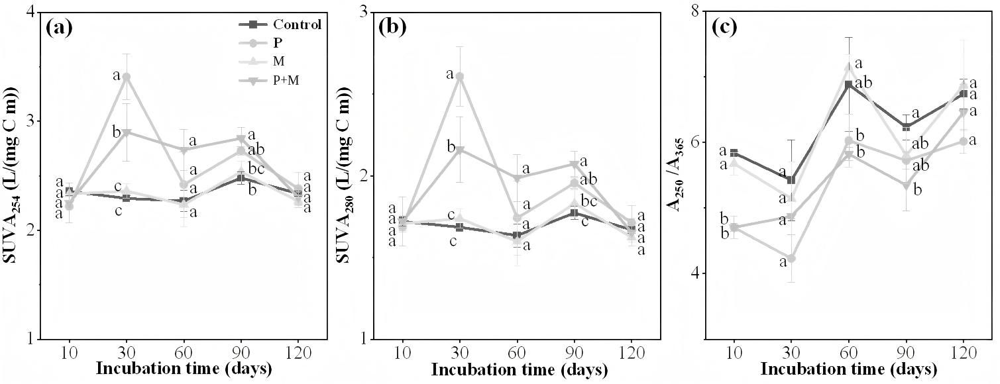 (a)
Control
P
M
P+M
SUVA254 (L/(mg C m))
4
3
2
1
a
b
c
c
a
a
a
a
a
a
a
a
a
ab
bc
b
a
a
a
a
10 30 60 90 120
Incubation time (days)
(b)
SUVA280 (L/(mg C m))
3
2
1
a
b
c
c
a
a
a
a
a
a
a
a
a
ab
bc
c
a
a
a
a
10 30 60 90 120
Incubation time (days)
(c)
A250 /A365
8
6
4
a
a
b
b
a
a
a
a
a
ab
b
b
a
ab
ab
b
a
a
a
a
10 30 60 90 120
Incubation time (days)